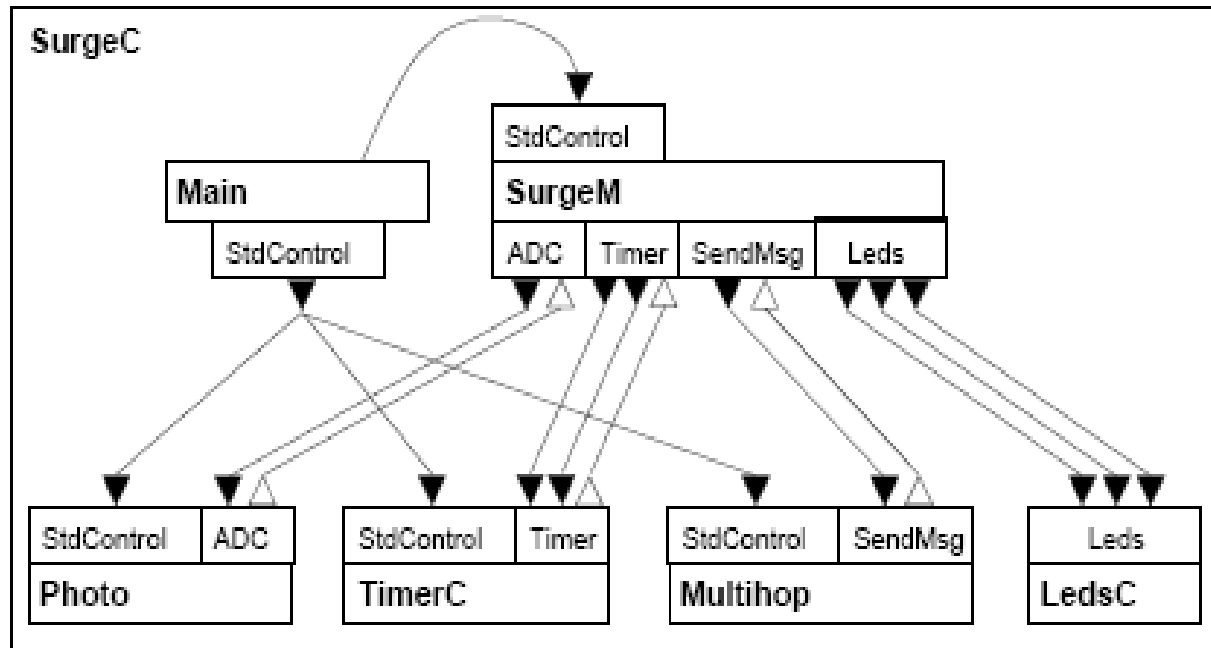 SurgeC
StdControl
Main
SurgeM
StdControl
ADC Timer SendMsg Leds
StdControl ADC StdControl Timer StdControl SendMsg Leds
Photo TimerC Multihop LedsC